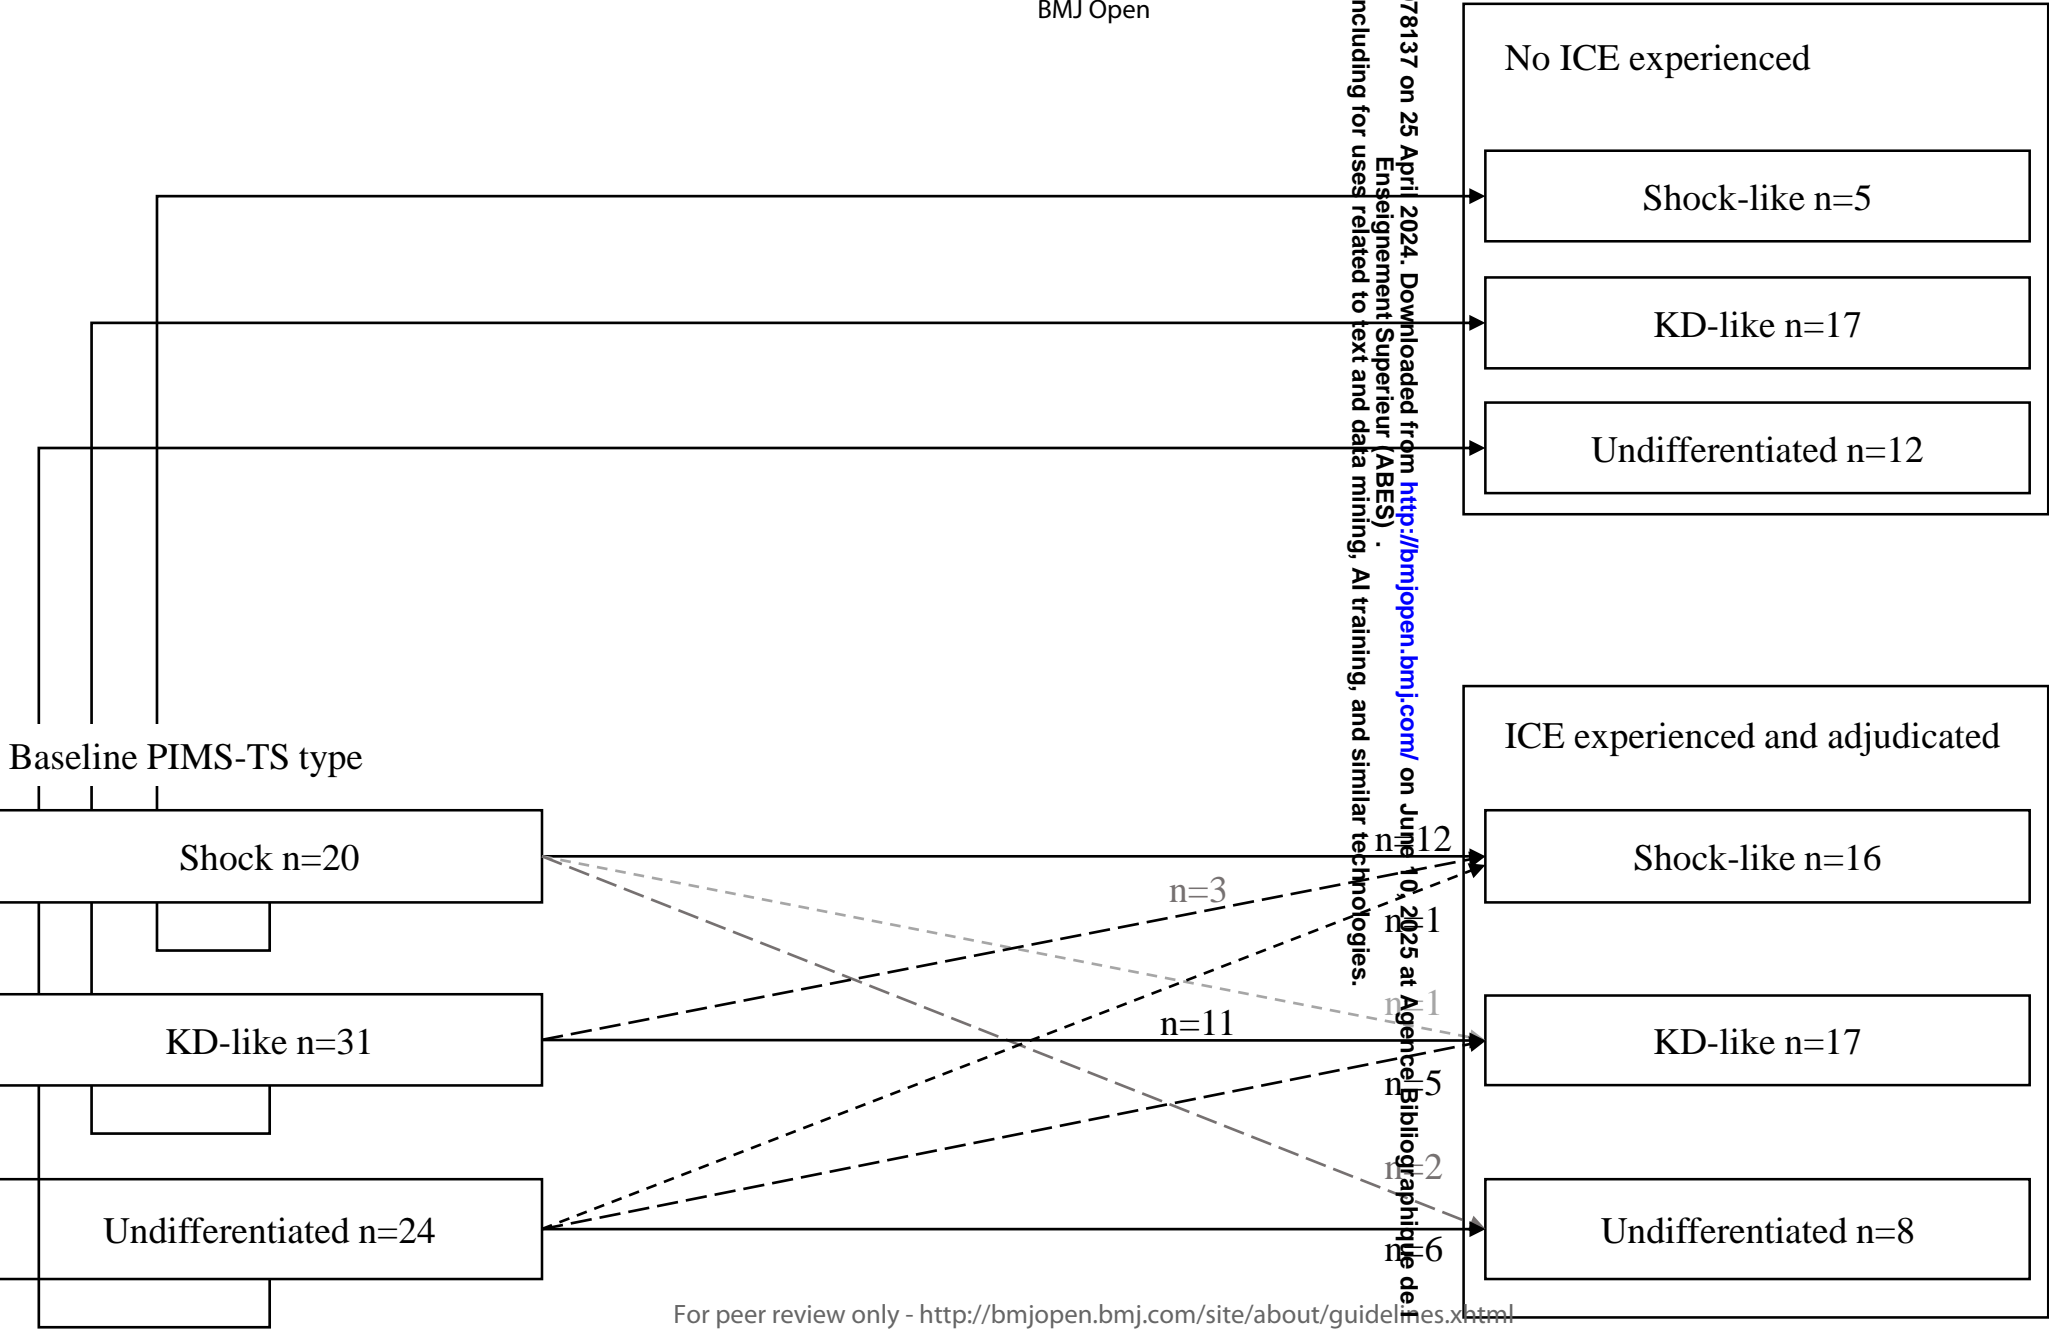 BMJ Open
No ICE experienced
Shock-like n=5
KD-like n=17
Undifferentiated n=12
78137 on 25 April 2024. Downloaded from http://bmjopen.bmj.com/ on June 10, 2025 at Agence Bibliographique de l
Enseignement Superieur (ABES) .
ncluding for uses related to text and data mining, AI training, and similar technologies.
Baseline PIMS-TS type
Shock n=20
KD-like n=31
Undifferentiated n=24
n=12
n=3
n=1
n=1
n=11
n=5
n=2
n=6
ICE experienced and adjudicated
Shock-like n=16
KD-like n=17
Undifferentiated n=8
For peer review only - http://bmjopen.bmj.com/site/about/guidelines.xhtml